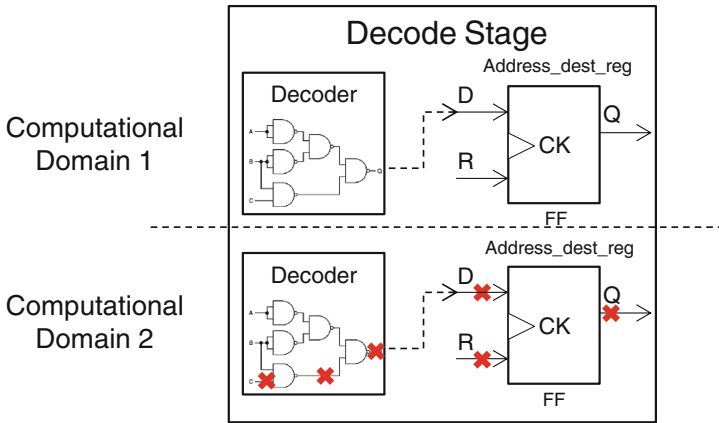 Decode Stage
Computational
Domain 1
Decoder
A
B
C
Q
Address_dest_reg
D
Q
CK
R
FF
Computational
Domain 2
Decoder
A
B
C
Address_dest_reg
D
Q
CK
R
FF